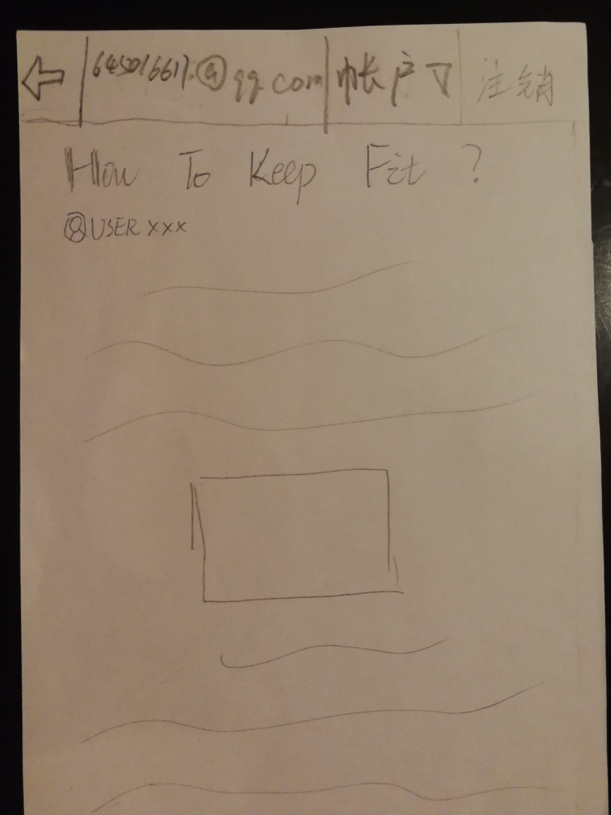 645016617.@qq.com 帐户 注销
How To Keep Fit ?
USER xxx